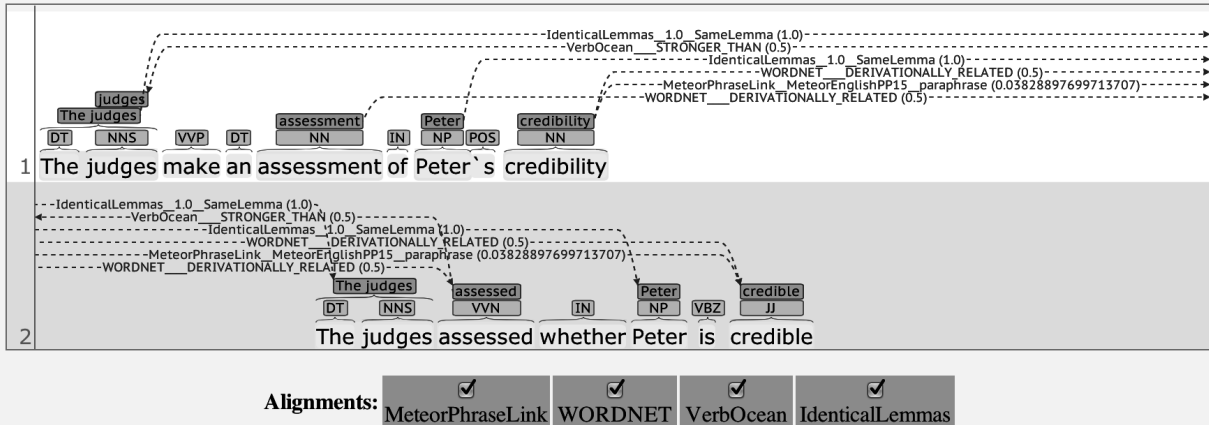 IdenticalLemmas__1.0__SameLemma (1.0)
VerbOcean___STRONGER_THAN (0.5)
IdenticalLemmas__1.0__SameLemma (1.0)
WORDNET___DERIVATIONALLY_RELATED (0.5)
MeteorPhraseLink__MeteorEnglishPP15__paraphrase (0.03828897699713707)
WORDNET___DERIVATIONALLY_RELATED (0.5)
judges
The judges assessment Peter credibility
DT NNS VVP DT NN IN NP POS NN
1 The judges make an assessment of Peter`s credibility
IdenticalLemmas__1.0__SameLemma (1.0)
VerbOcean___STRONGER_THAN (0.5)
IdenticalLemmas__1.0__SameLemma (1.0)
WORDNET___DERIVATIONALLY_RELATED (0.5)
MeteorPhraseLink__MeteorEnglishPP15__paraphrase (0.03828897699713707)
WORDNET___DERIVATIONALLY_RELATED (0.5)
The judges assessed Peter credible
DT NNS VVN IN NP VBZ JJ
2 The judges assessed whether Peter is credible
Alignments: MeteorPhraseLink WORDNET VerbOcean IdenticalLemmas